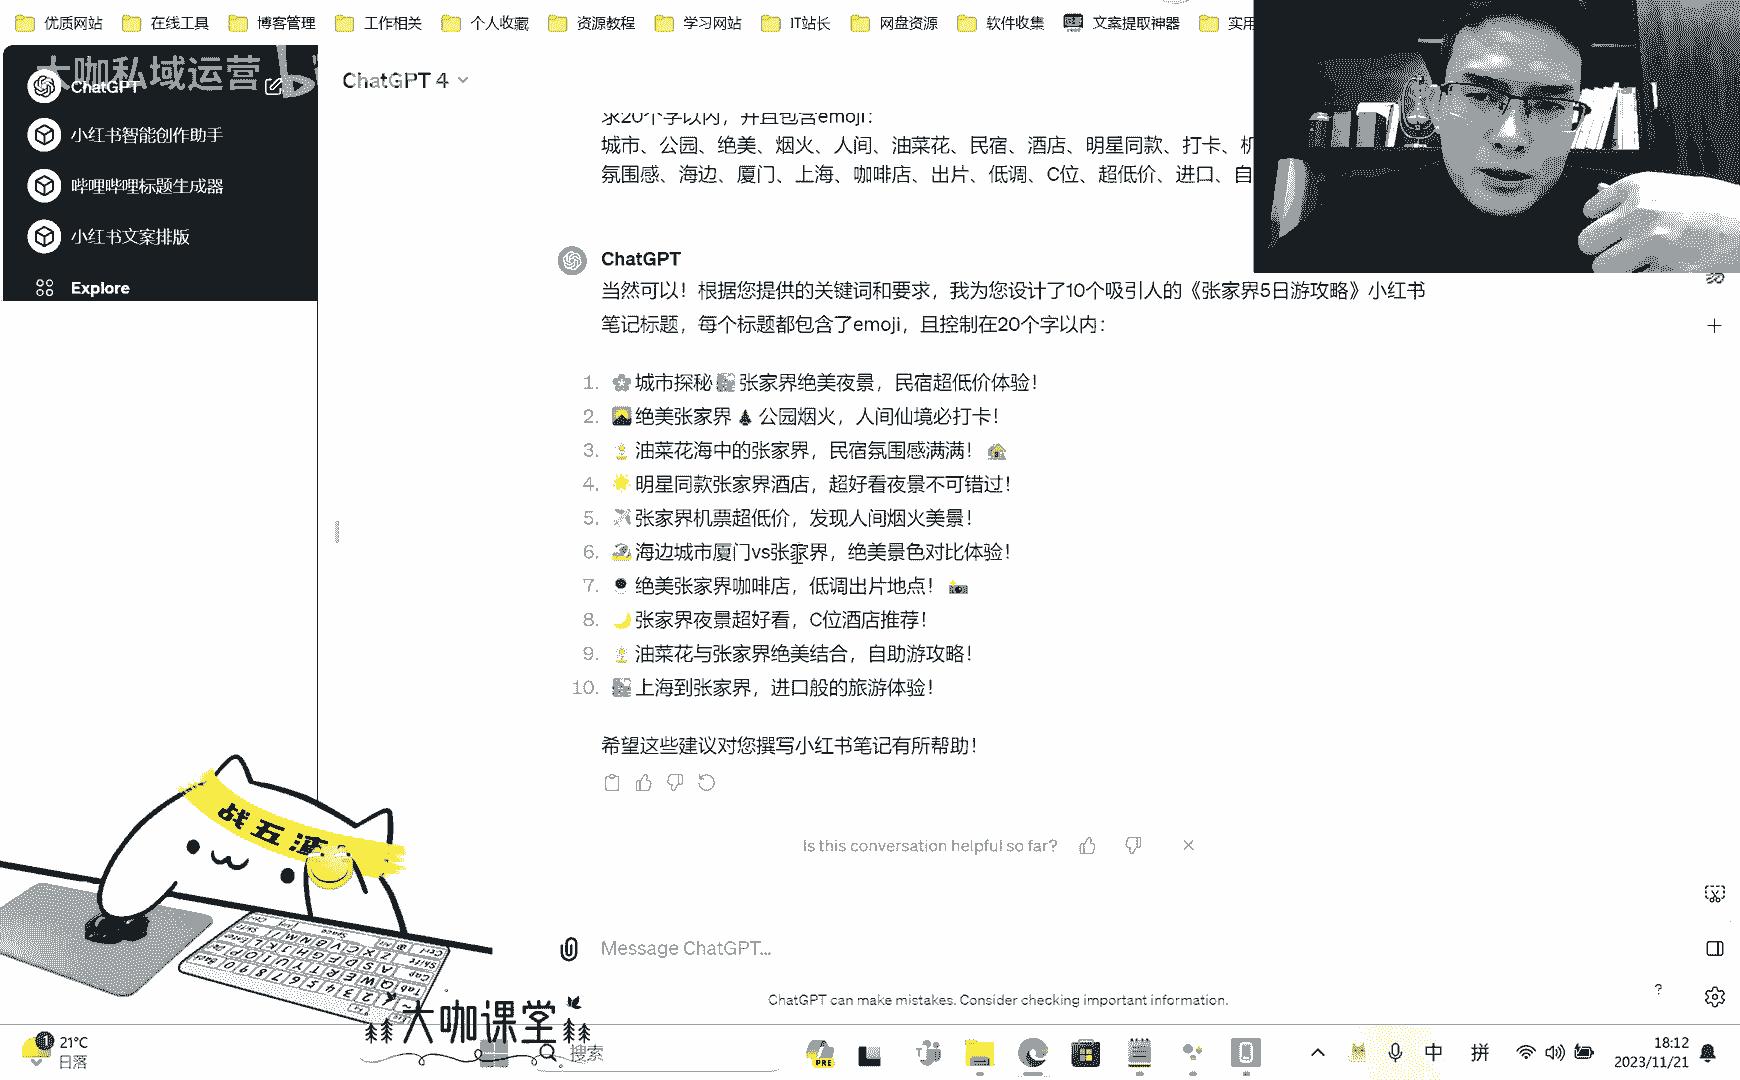 优质网站 在线工具 博客管理 工作相关 个人收藏 资源教程 学习网站 IT站长 网盘资源 软件收集 文案提取神器 实用
大咖私域运营
ChatGPT
小红书智能创作助手
哔哩哔哩标题生成器
小红书文案排版
Explore
ChatGPT 4
求20个字以内，并且包含emoji：
城市、公园、绝美、烟火、人间、油菜花、民宿、酒店、明星同款、打卡、机
氛围感、海边、厦门、上海、咖啡店、出片、低调、C位、超低价、进口、自
ChatGPT
当然可以！根据您提供的关键词和要求，我为您设计了10个吸引人的《张家界5日游攻略》小红书
笔记标题，每个标题都包含了emoji，且控制在20个字以内：
1. 🌸城市探秘🌃张家界绝美夜景，民宿超低价体验！
2. 🌄绝美张家界🌲公园烟火，人间仙境必打卡！
3. 🌼油菜花海中的张家界，民宿氛围感满满！🏠
4. 🌟明星同款张家界酒店，超好看夜景不可错过！
5. ✈张家界机票超低价，发现人间烟火美景！
6. 🌊海边城市厦门vs张家界，绝美景色对比体验！
7. 绝美张家界咖啡店，低调出片地点！📸
8. 🌙张家界夜景超好看，C位酒店推荐！
9. 🌼油菜花与张家界绝美结合，自助游攻略！
10. 🌃上海到张家界，进口般的旅游体验！
希望这些建议对您撰写小红书笔记有所帮助！
Is this conversation helpful so far?
Message ChatGPT...
ChatGPT can make mistakes. Consider checking important information.
?
战五渣
大咖课堂
21°C
日落
搜索
PRE
中 拼
18:12
2023/11/21